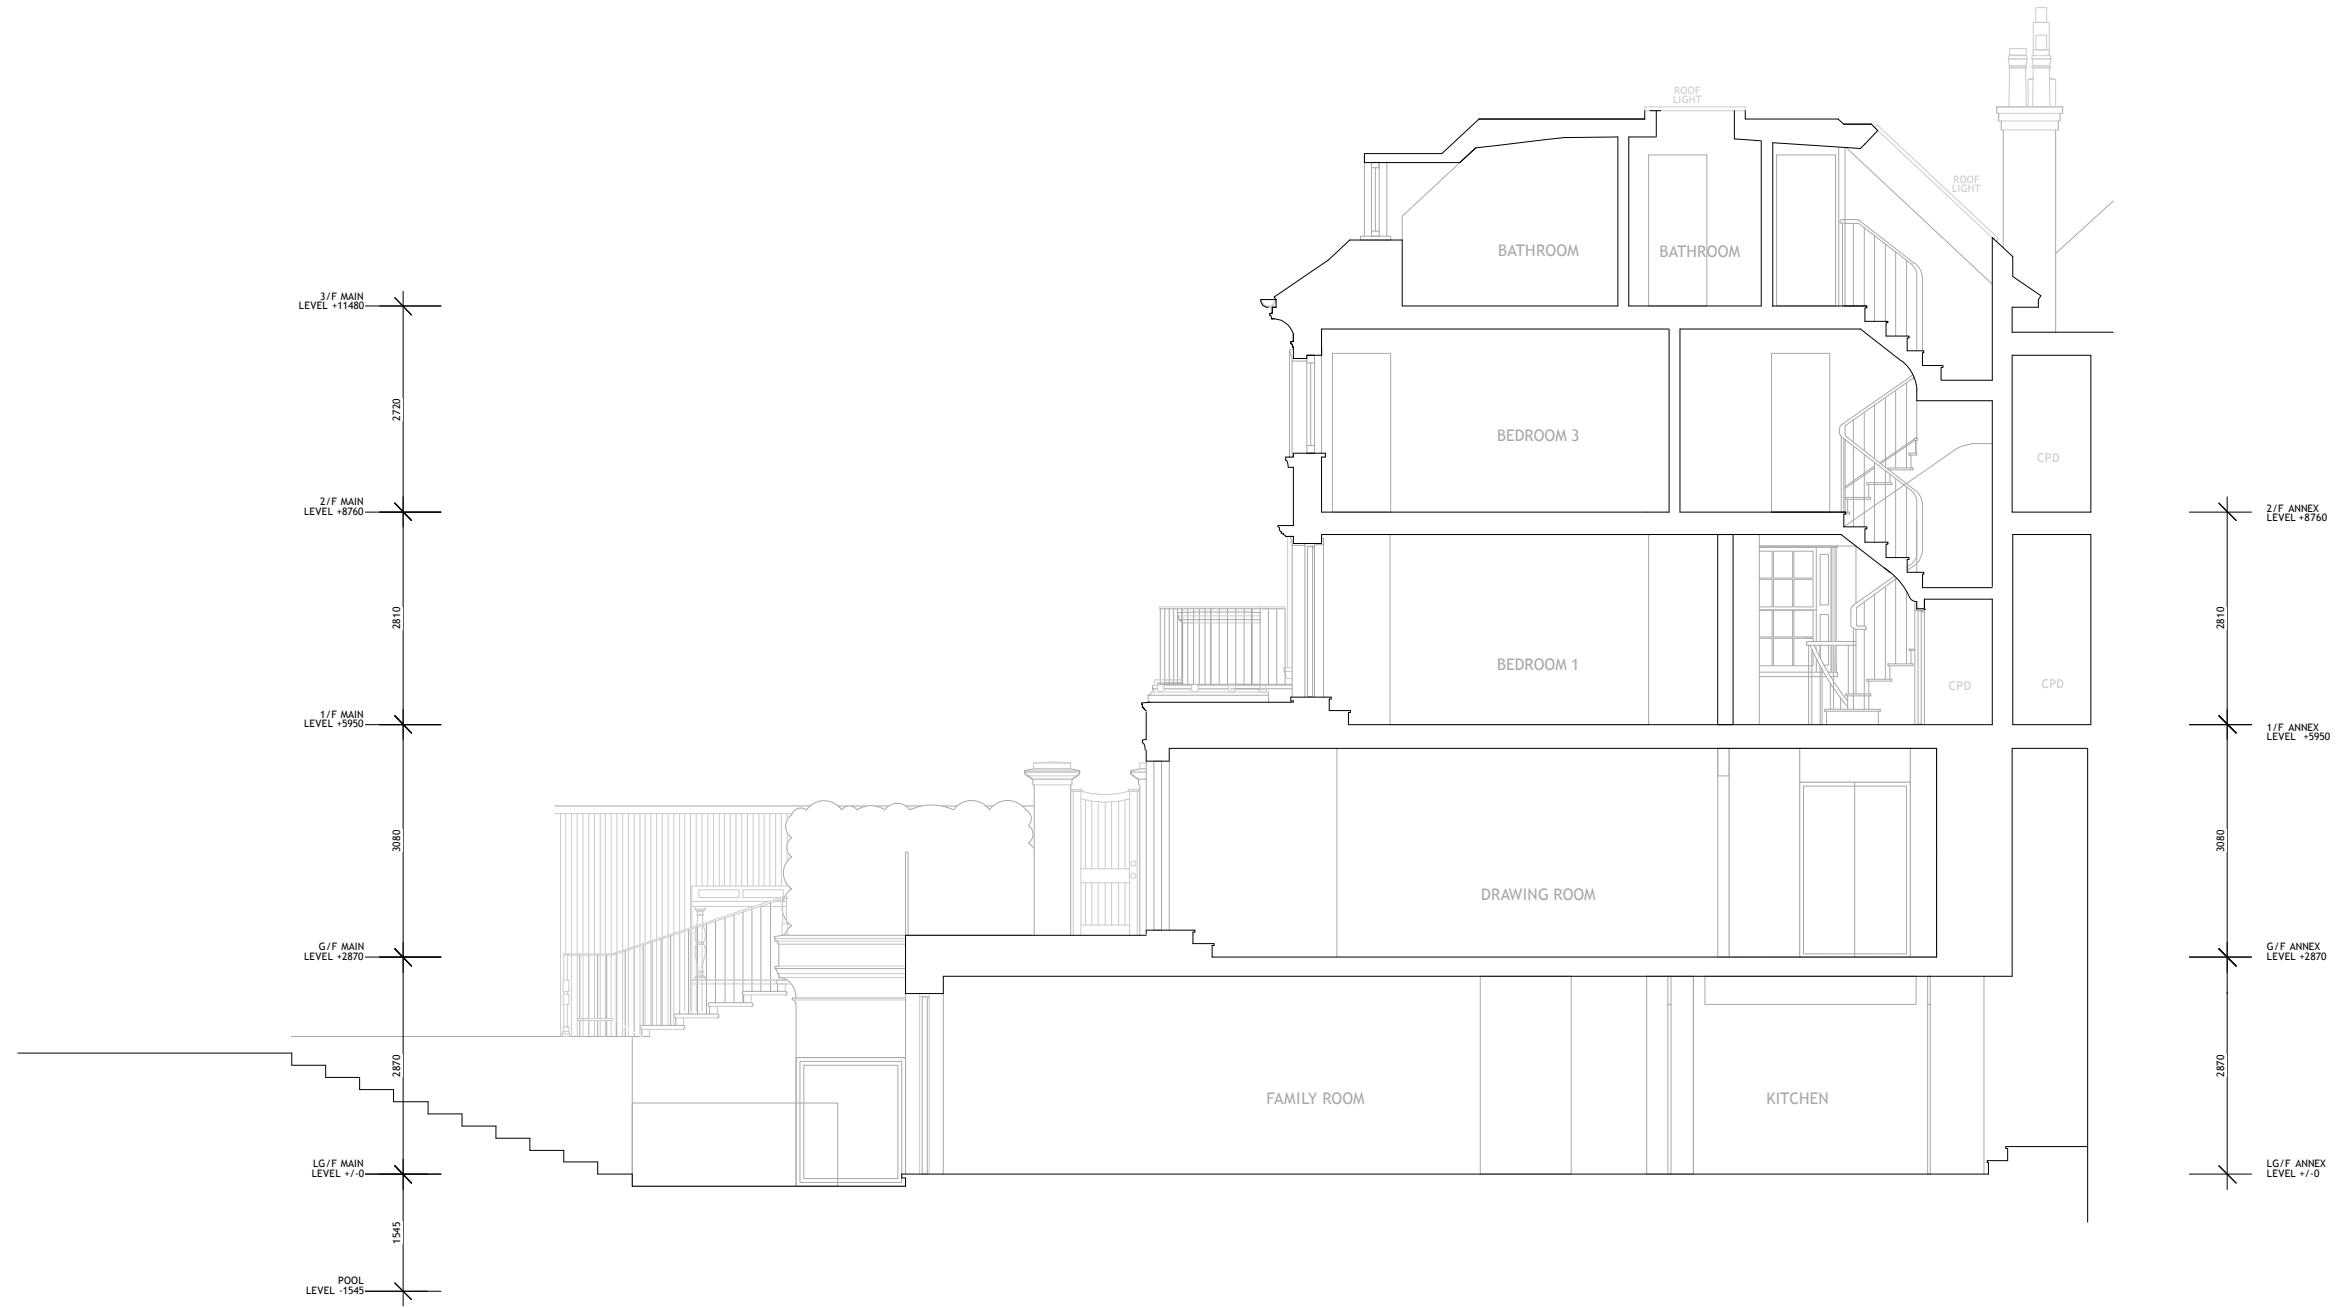 ROOF
LIGHT
ROOF
LIGHT
BATHROOM
BATHROOM
3/F MAIN
LEVEL +11480
2720
BEDROOM 3
CPD
2/F MAIN
LEVEL +8760
2/F ANNEX
LEVEL +8760
2810
2810
BEDROOM 1
CPD
CPD
1/F MAIN
LEVEL +5950
1/F ANNEX
LEVEL +5950
3080
3080
DRAWING ROOM
G/F MAIN
LEVEL +2870
G/F ANNEX
LEVEL +2870
2870
2870
FAMILY ROOM
KITCHEN
LG/F MAIN
LEVEL +/-0
LG/F ANNEX
LEVEL +/-0
1545
POOL
LEVEL -1545